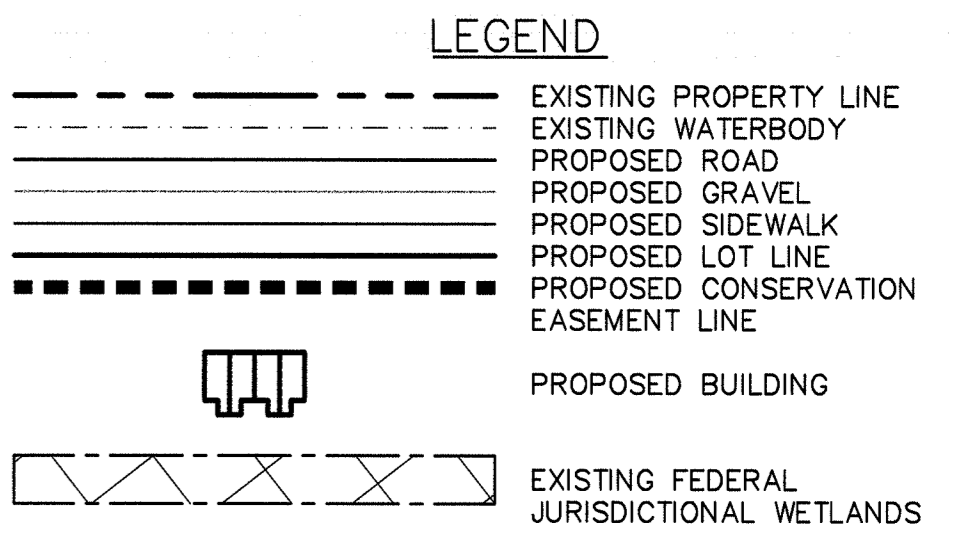 LEGEND
EXISTING PROPERTY LINE
EXISTING WATERBODY
PROPOSED ROAD
PROPOSED GRAVEL
PROPOSED SIDEWALK
PROPOSED LOT LINE
PROPOSED CONSERVATION
EASEMENT LINE
PROPOSED BUILDING
EXISTING FEDERAL
JURISDICTIONAL WETLANDS